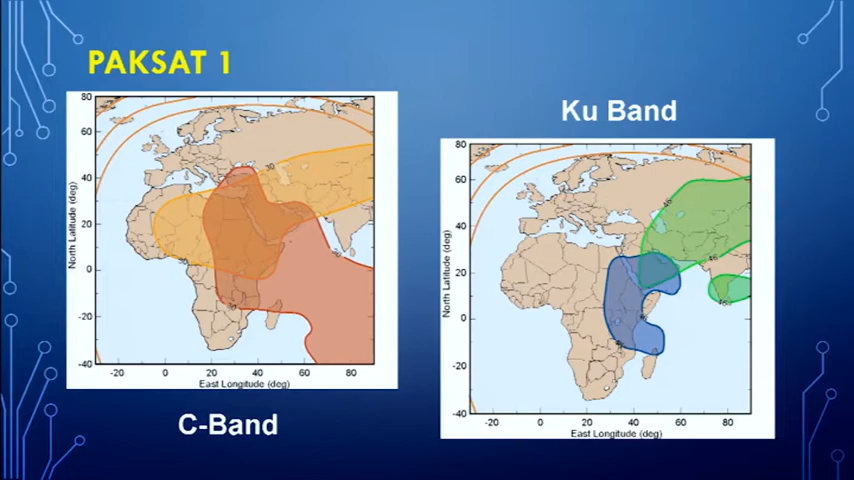 PAKSAT 1
Ku Band
80
60
40
20
0
-20
-40
North Latitude (deg)
-20 0 20 40 60 80
East Longitude (deg)
C-Band
80
60
40
20
0
-20
-40
North Latitude (deg)
46
46
-20 0 20 40 60 80
East Longitude (deg)